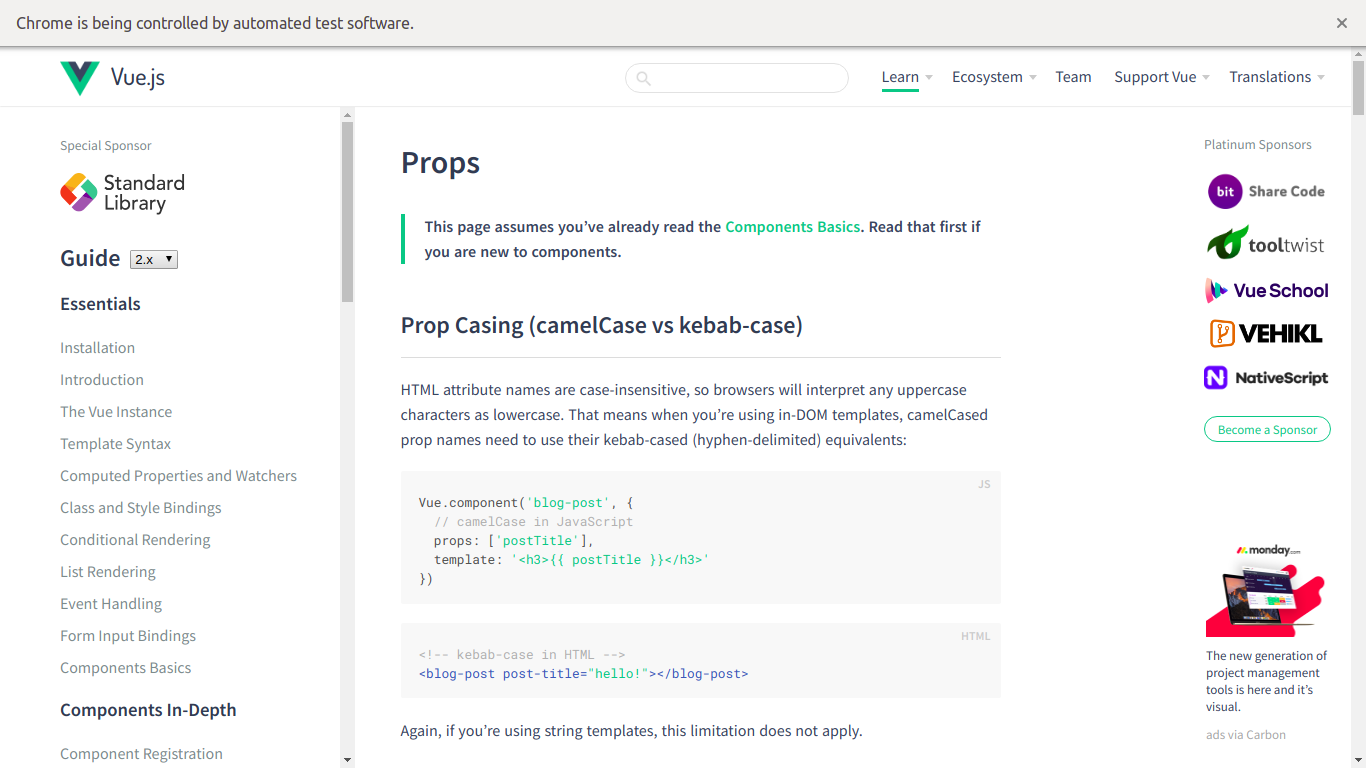 Chrome is being controlled by automated test software.
Vue.js
Learn
Ecosystem
Team
Support Vue
Translations
Special Sponsor
Standard
Library
Guide 2.x
Essentials
Installation
Introduction
The Vue Instance
Template Syntax
Computed Properties and Watchers
Class and Style Bindings
Conditional Rendering
List Rendering
Event Handling
Form Input Bindings
Components Basics
Components In-Depth
Component Registration
Props
This page assumes you’ve already read the Components Basics. Read that first if
you are new to components.
Prop Casing (camelCase vs kebab-case)
HTML attribute names are case-insensitive, so browsers will interpret any uppercase
characters as lowercase. That means when you’re using in-DOM templates, camelCased
prop names need to use their kebab-cased (hyphen-delimited) equivalents:
JS
Vue.component('blog-post', {
  // camelCase in JavaScript
  props: ['postTitle'],
  template: '<h3>{{ postTitle }}</h3>'
})
HTML
<!-- kebab-case in HTML -->
<blog-post post-title="hello!"></blog-post>
Again, if you’re using string templates, this limitation does not apply.
Platinum Sponsors
bit Share Code
tooltwist
Vue School
VEHIKL
NativeScript
Become a Sponsor
monday.com
The new generation of
project management
tools is here and it’s
visual.
ads via Carbon